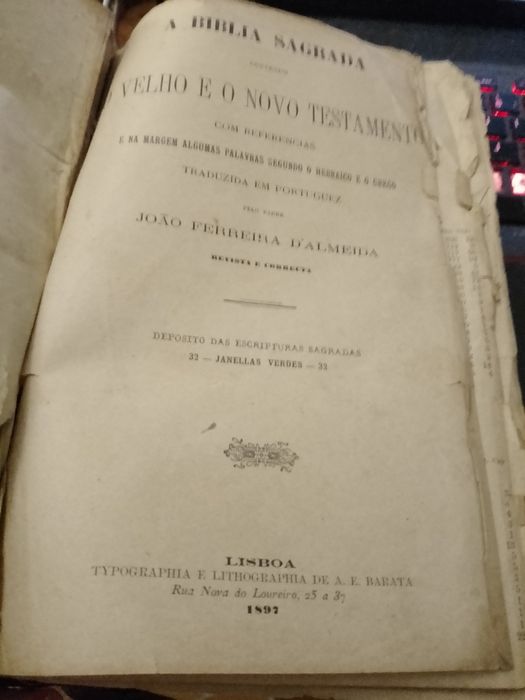 A BIBLIA SAGRADA
CONTENDO
VELHO E O NOVO TESTAMENTO
COM REFERENCIAS
E NA MARGEM ALGUMAS PALAVRAS SEGUNDO O HEBRAICO E O GREGO
TRADUZIDA EM PORTUGUEZ
PELO PADRE
JOÃO FERREIRA D'ALMEIDA
REVISTA E CORRECTA
DEPOSITO DAS ESCRIPTURAS SAGRADAS
32 — JANELLAS VERDES — 32
LISBOA
TYPOGRAPHIA E LITHOGRAPHIA DE A. E. BARATA
Rua Nova do Loureiro, 25 a 37
1897